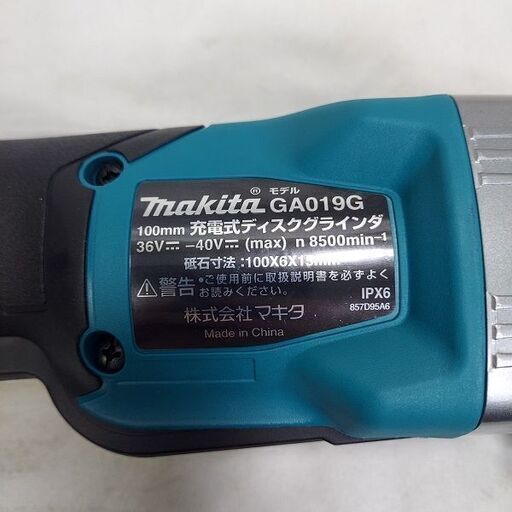 makita® モデル GA019G
100mm 充電式ディスクグラインダ
36V⎓ –40V⎓ (max) n 8500min⁻¹
砥石寸法：100X6X15mm
⚠警告 •ご使用前に取扱説明書を必ずよく
お読みください。
IPX6
857D95A6
株式会社 マキタ
Made in China